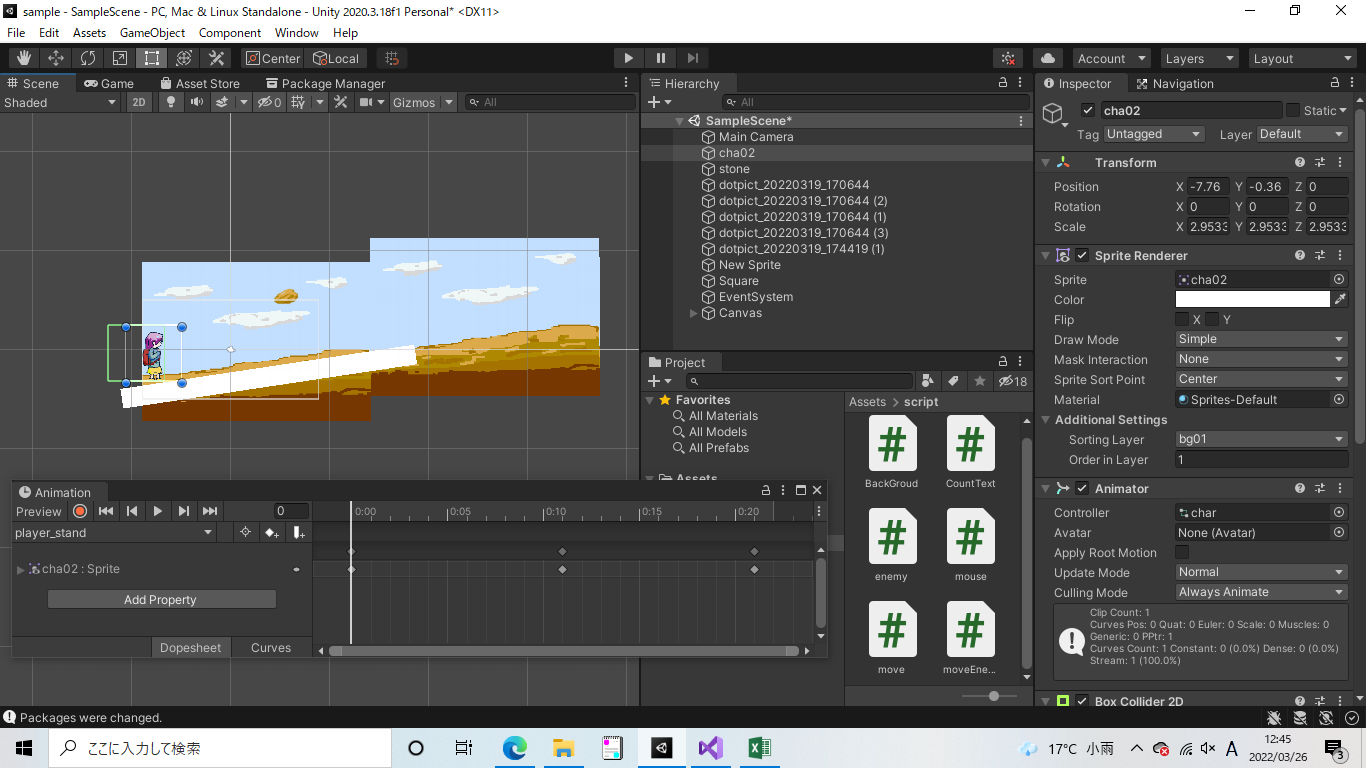 sample - SampleScene - PC, Mac & Linux Standalone - Unity 2020.3.18f1 Personal* <DX11>
File Edit Assets GameObject Component Window Help
Center Local Account Layers Layout
Scene Game Asset Store Package Manager
Shaded 2D 0 Gizmos All
Hierarchy
All
SampleScene*
Main Camera
cha02
stone
dotpict_20220319_170644
dotpict_20220319_170644 (2)
dotpict_20220319_170644 (1)
dotpict_20220319_170644 (3)
dotpict_20220319_174419 (1)
New Sprite
Square
EventSystem
Canvas
Project
18
Favorites
All Materials
All Models
All Prefabs
Assets
Assets > script
BackGroud CountText
enemy mouse
move moveEne...
Inspector Navigation
cha02 Static
Tag Untagged Layer Default
Transform
Position X -7.76 Y -0.36 Z 0
Rotation X 0 Y 0 Z 0
Scale X 2.9533 Y 2.9533 Z 2.9533
Sprite Renderer
Sprite cha02
Color
Flip X Y
Draw Mode Simple
Mask Interaction None
Sprite Sort Point Center
Material Sprites-Default
Additional Settings
Sorting Layer bg01
Order in Layer 1
Animator
Controller char
Avatar None (Avatar)
Apply Root Motion
Update Mode Normal
Culling Mode Always Animate
Clip Count: 1
Curves Pos: 0 Quat: 0 Euler: 0 Scale: 0 Muscles: 0
Generic: 0 PPtr: 1
Curves Count: 1 Constant: 0 (0.0%) Dense: 0 (0.0%)
Stream: 1 (100.0%)
Box Collider 2D
Animation
Preview 0 0:00 0:05 0:10 0:15 0:20
player_stand
cha02 : Sprite
Add Property
Dopesheet Curves
Packages were changed.
ここに入力して検索
17°C 小雨 A 12:45
2022/03/26 3